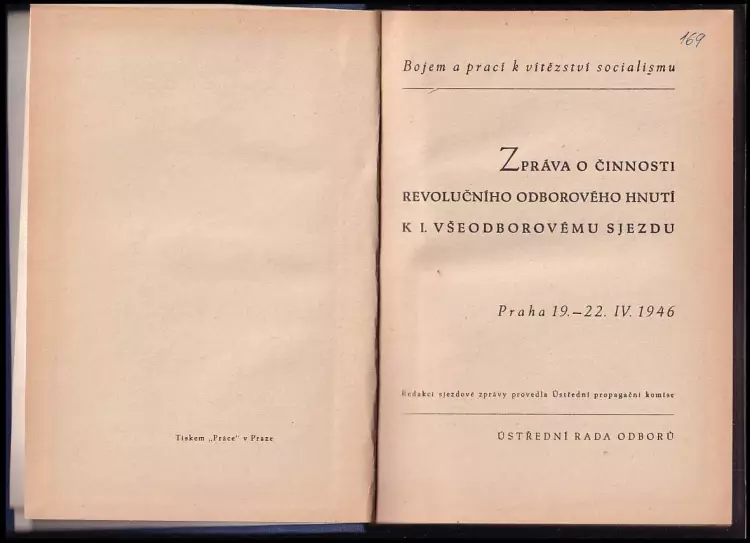 Tiskem „Práce" v Praze
169
Bojem a prací k vítězství socialismu
ZPRÁVA O ČINNOSTI
REVOLUČNÍHO ODBOROVÉHO HNUTÍ
K I. VŠEODBOROVÉMU SJEZDU
Praha 19.–22. IV. 1946
Redakci sjezdové zprávy provedla Ústřední propagační komise
ÚSTŘEDNÍ RADA ODBORŮ